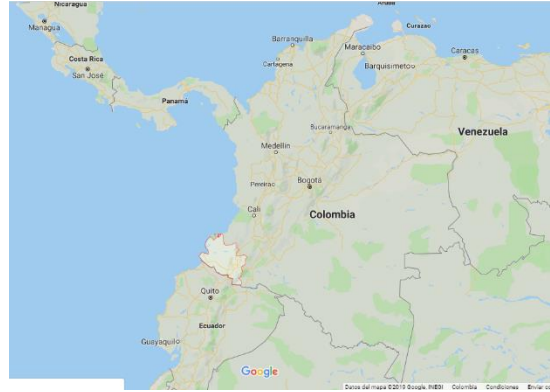 Nicaragua
Managua
Costa Rica
San José
Panamá
Barranquilla
Cartagena
Maracaibo
Curazao
Caracas
Barquisimeto
Bucaramanga
Venezuela
Medellín
Pereira
Bogotá
Cali
Colombia
Quito
Ecuador
Guayaquil
Google
Datos del mapa ©2019 Google, INEGI Colombia Condiciones Enviar